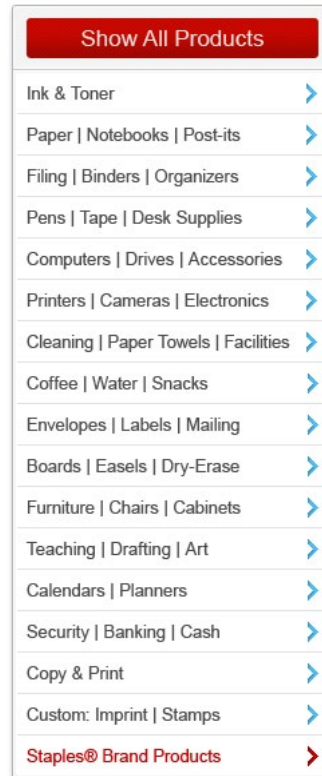 Show All Products
Ink & Toner
Paper | Notebooks | Post-its
Filing | Binders | Organizers
Pens | Tape | Desk Supplies
Computers | Drives | Accessories
Printers | Cameras | Electronics
Cleaning | Paper Towels | Facilities
Coffee | Water | Snacks
Envelopes | Labels | Mailing
Boards | Easels | Dry-Erase
Furniture | Chairs | Cabinets
Teaching | Drafting | Art
Calendars | Planners
Security | Banking | Cash
Copy & Print
Custom: Imprint | Stamps
Staples® Brand Products